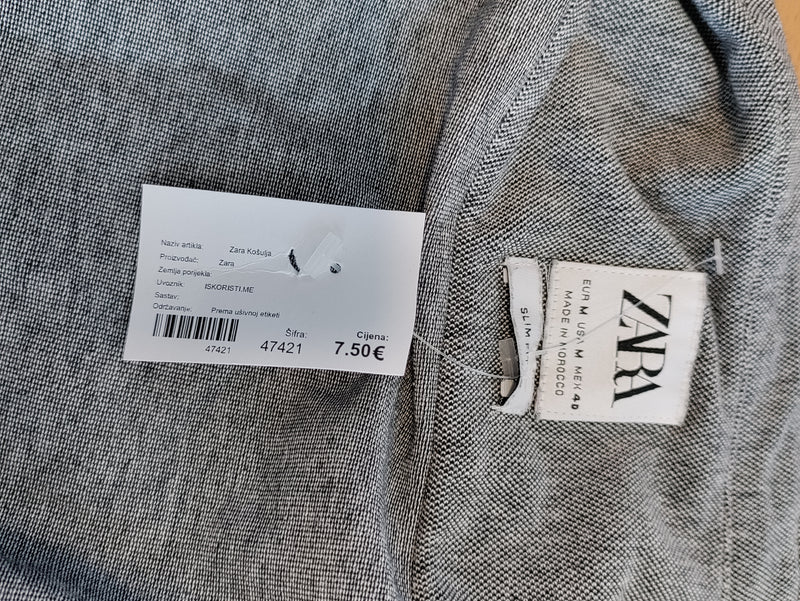 Naziv artikla: Zara Košulja
Proizvođač: Zara
Zemlja porijekla:
Uvoznik: ISKORISTI.ME
Sastav:
Održavanje: Prema ušivnoj etiketi
47421
Šifra:
47421
Cijena:
7.50€
SLIM
ZARA
EUR M USA M MEX 40
MADE IN MOROCCO